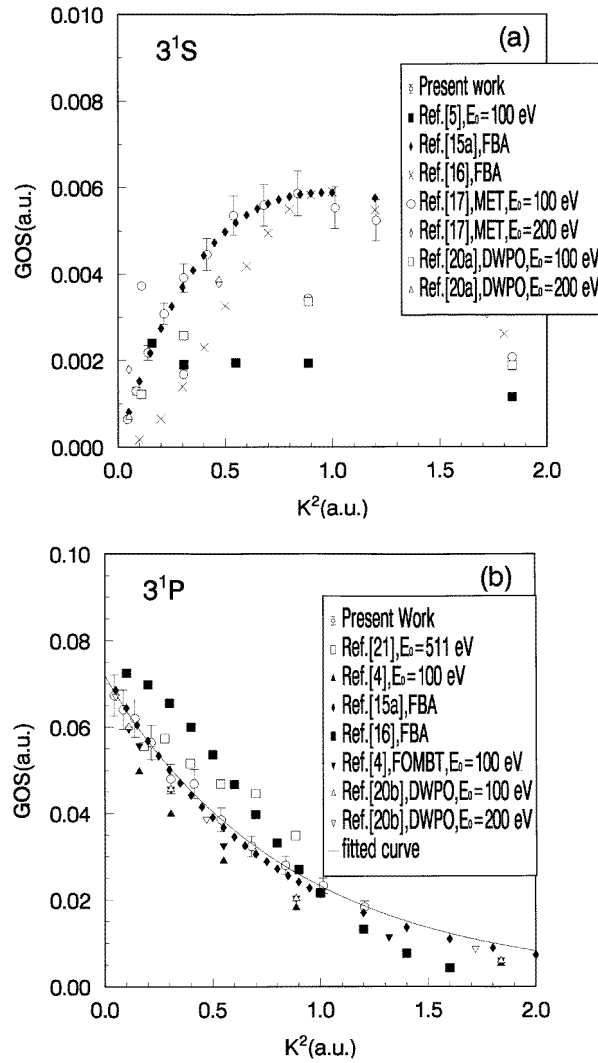 3¹S
(a)
Present work
Ref.[5],E₀=100 eV
Ref.[15a],FBA
Ref.[16],FBA
Ref.[17],MET,E₀=100 eV
Ref.[17],MET,E₀=200 eV
Ref.[20a],DWPO,E₀=100 eV
Ref.[20a],DWPO,E₀=200 eV
GOS(a.u.)
0.010
0.008
0.006
0.004
0.002
0.000
0.0 0.5 1.0 1.5 2.0
K²(a.u.)
3¹P
(b)
Present Work
Ref.[21],E₀=511 eV
Ref.[4],E₀=100 eV
Ref.[15a],FBA
Ref.[16],FBA
Ref.[4],FOMBT,E₀=100 eV
Ref.[20b],DWPO,E₀=100 eV
Ref.[20b],DWPO,E₀=200 eV
fitted curve
GOS(a.u.)
0.10
0.08
0.06
0.04
0.02
0.00
0.0 0.5 1.0 1.5 2.0
K²(a.u.)